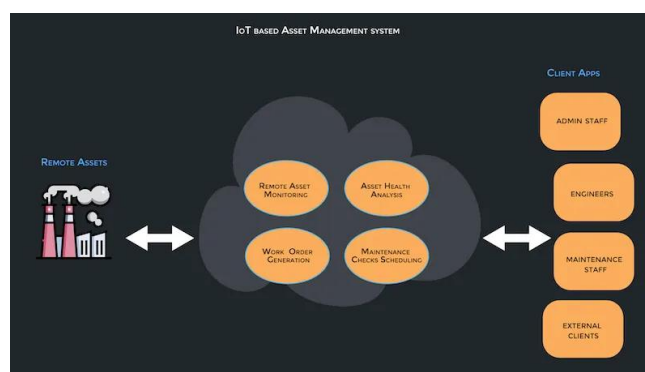 IoT based Asset Management system
Client Apps
Admin Staff
Remote Assets
Remote Asset
Monitoring
Asset Health
Analysis
Engineers
Work Order
Generation
Maintenance
Checks Scheduling
Maintenance
Staff
External
Clients